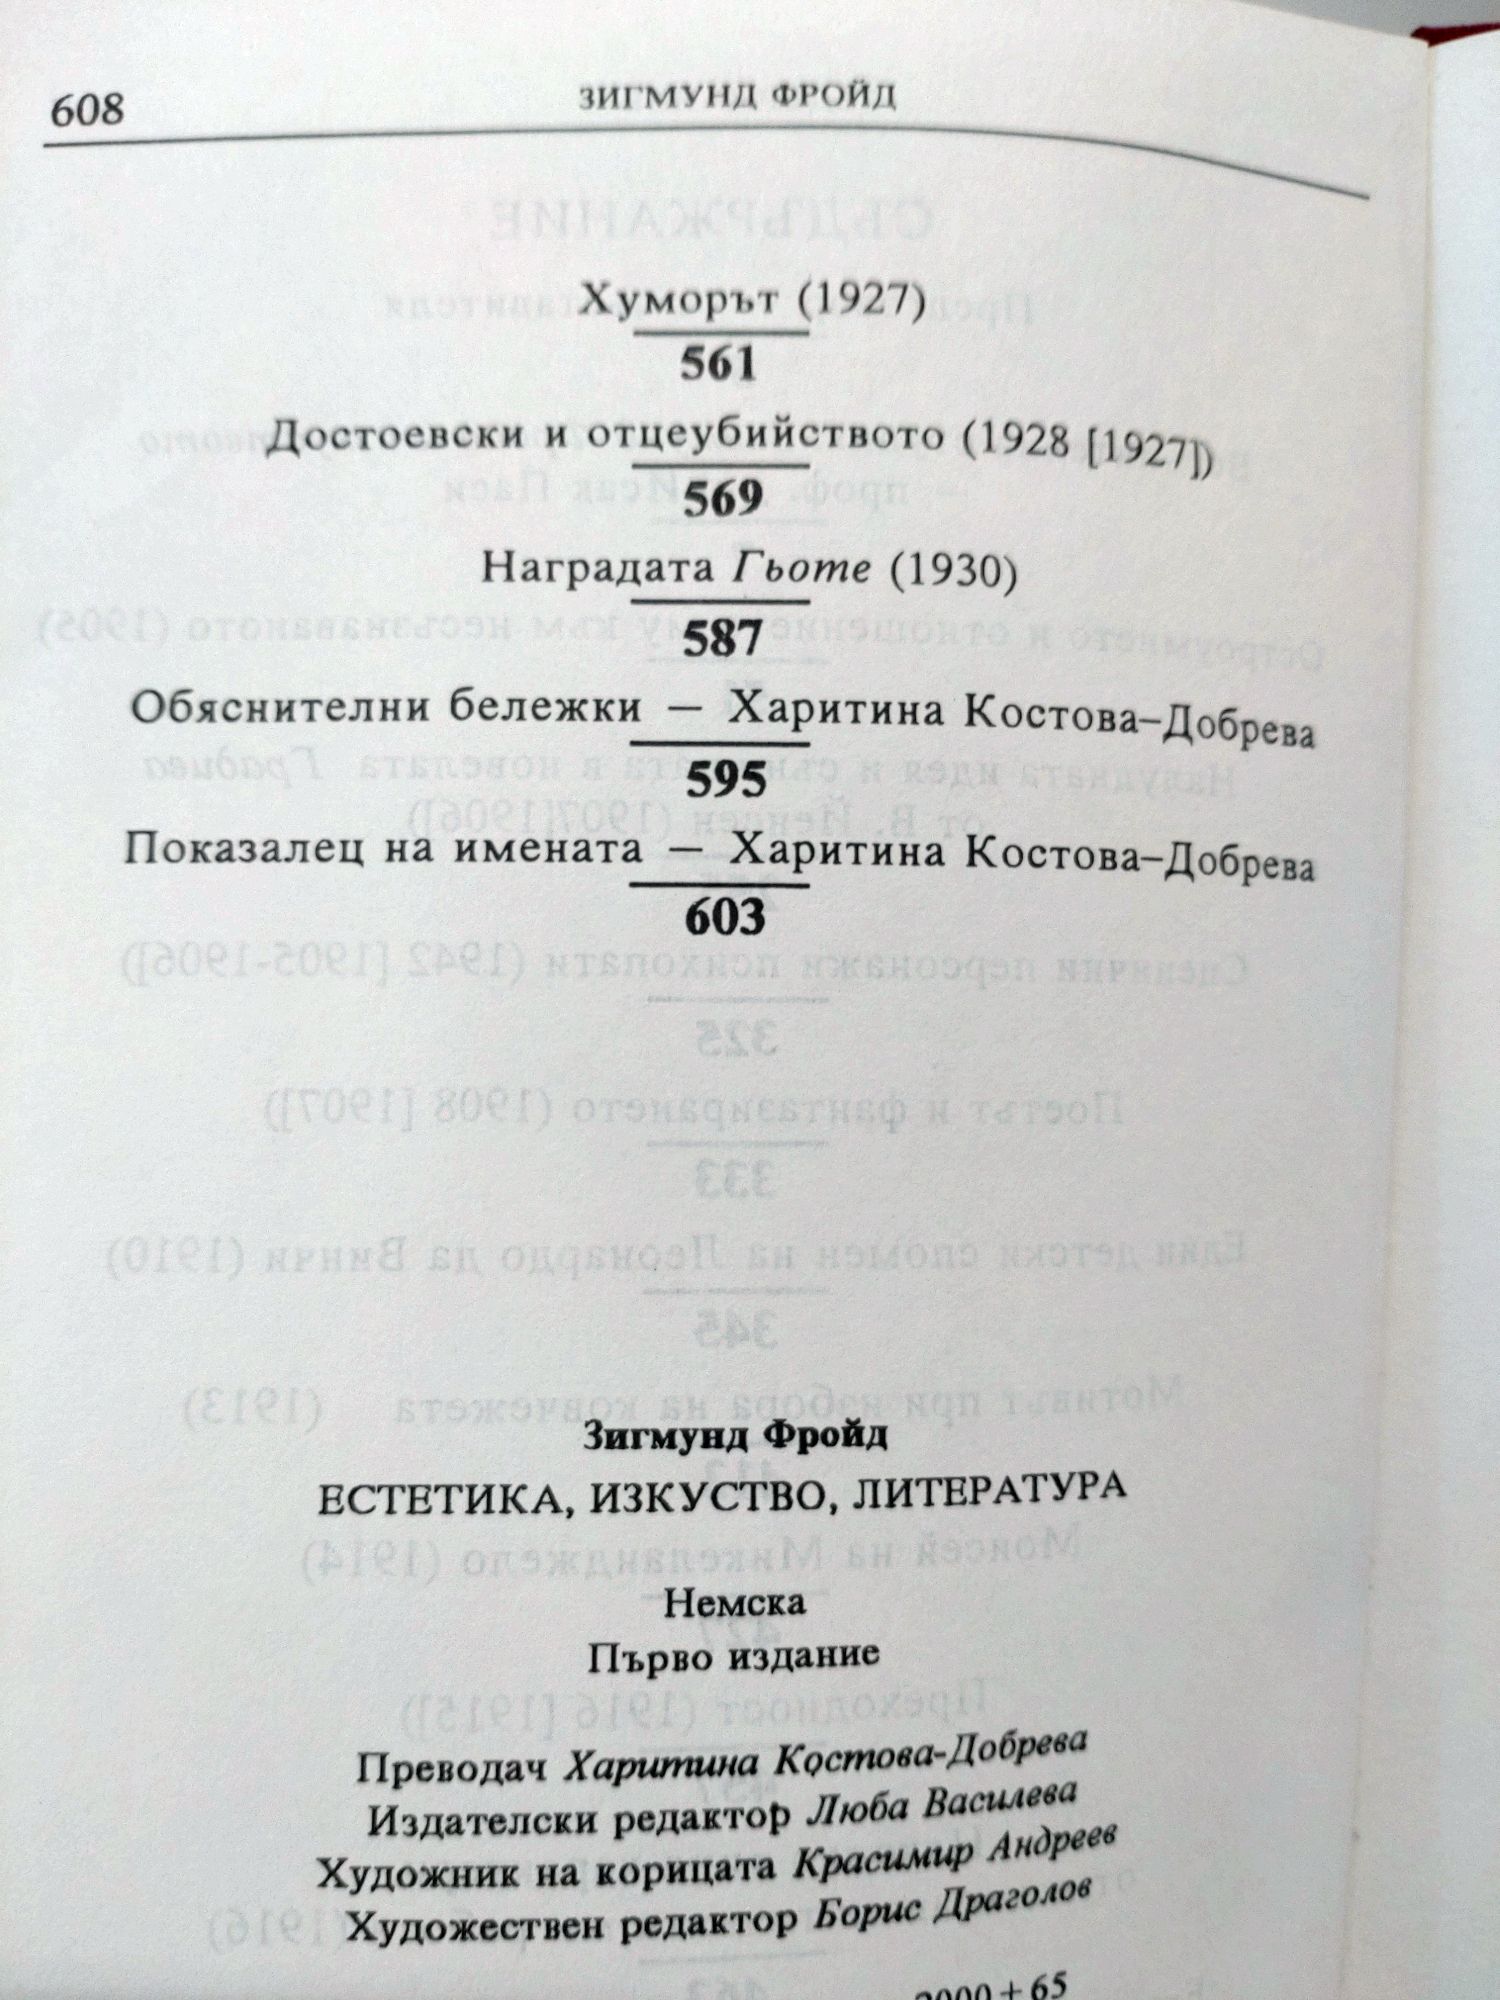 608
ЗИГМУНД ФРОЙД
Хуморът (1927)
561
Достоевски и отцеубийството (1928 [1927])
569
Наградата Гьоте (1930)
587
Обяснителни бележки — Харитина Костова–Добрева
595
Показалец на имената — Харитина Костова–Добрева
603
Зигмунд Фройд
ЕСТЕТИКА, ИЗКУСТВО, ЛИТЕРАТУРА
Немска
Първо издание
Преводач Харитина Костова-Добрева
Издателски редактор Люба Василева
Художник на корицата Красимир Андреев
Художествен редактор Борис Драголов
2000 + 65